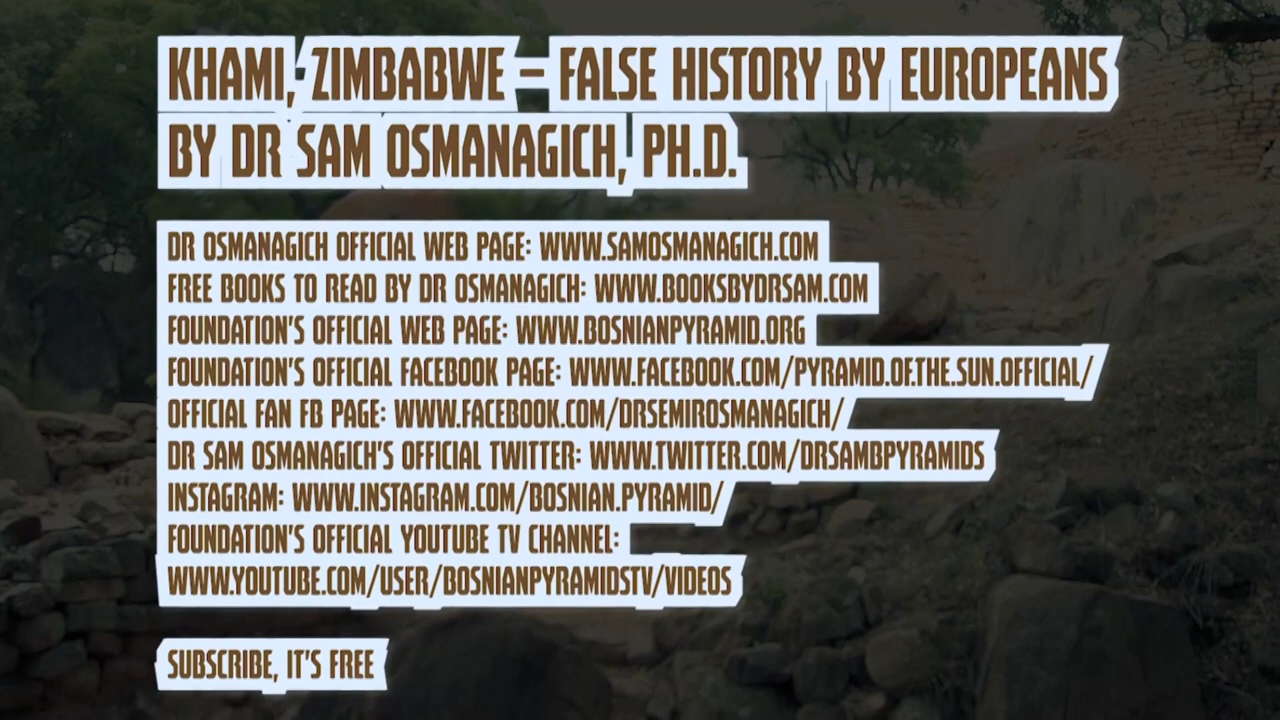 KHAMI, ZIMBABWE – FALSE HISTORY BY EUROPEANS
BY DR SAM OSMANAGICH, PH.D.
DR OSMANAGICH OFFICIAL WEB PAGE: WWW.SAMOSMANAGICH.COM
FREE BOOKS TO READ BY DR OSMANAGICH: WWW.BOOKSBYDRSAM.COM
FOUNDATION'S OFFICIAL WEB PAGE: WWW.BOSNIANPYRAMID.ORG
FOUNDATION'S OFFICIAL FACEBOOK PAGE: WWW.FACEBOOK.COM/PYRAMID.OF.THE.SUN.OFFICIAL/
OFFICIAL FAN FB PAGE: WWW.FACEBOOK.COM/DRSEMIROSMANAGICH/
DR SAM OSMANAGICH'S OFFICIAL TWITTER: WWW.TWITTER.COM/DRSAMBPYRAMIDS
INSTAGRAM: WWW.INSTAGRAM.COM/BOSNIAN.PYRAMID/
FOUNDATION'S OFFICIAL YOUTUBE TV CHANNEL:
WWW.YOUTUBE.COM/USER/BOSNIANPYRAMIDSTV/VIDEOS
SUBSCRIBE, IT'S FREE